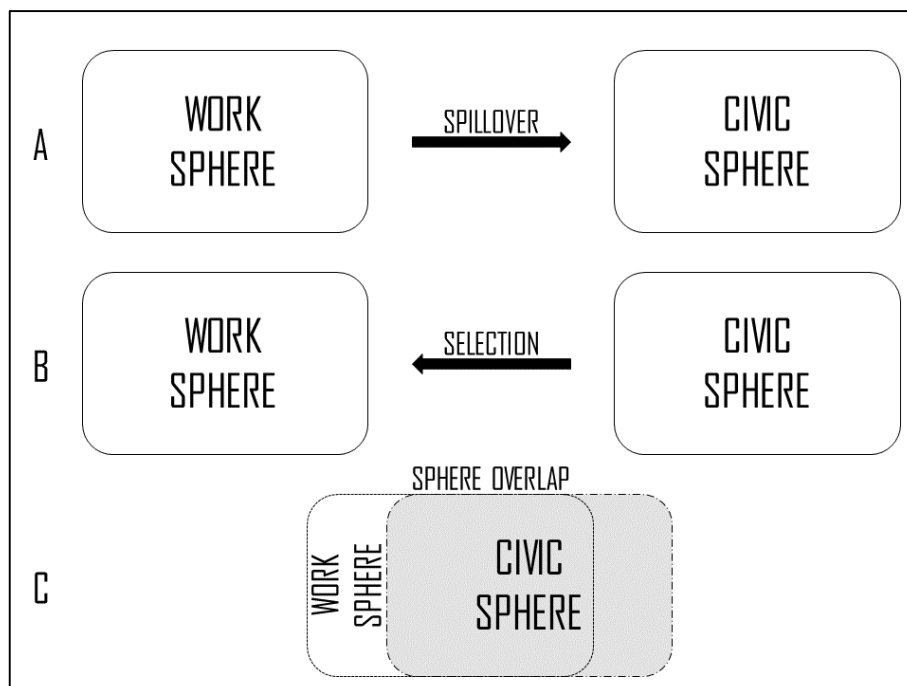 A
WORK
SPHERE
SPILLOVER
CIVIC
SPHERE
B
WORK
SPHERE
SELECTION
CIVIC
SPHERE
C
SPHERE OVERLAP
WORK
SPHERE
CIVIC
SPHERE